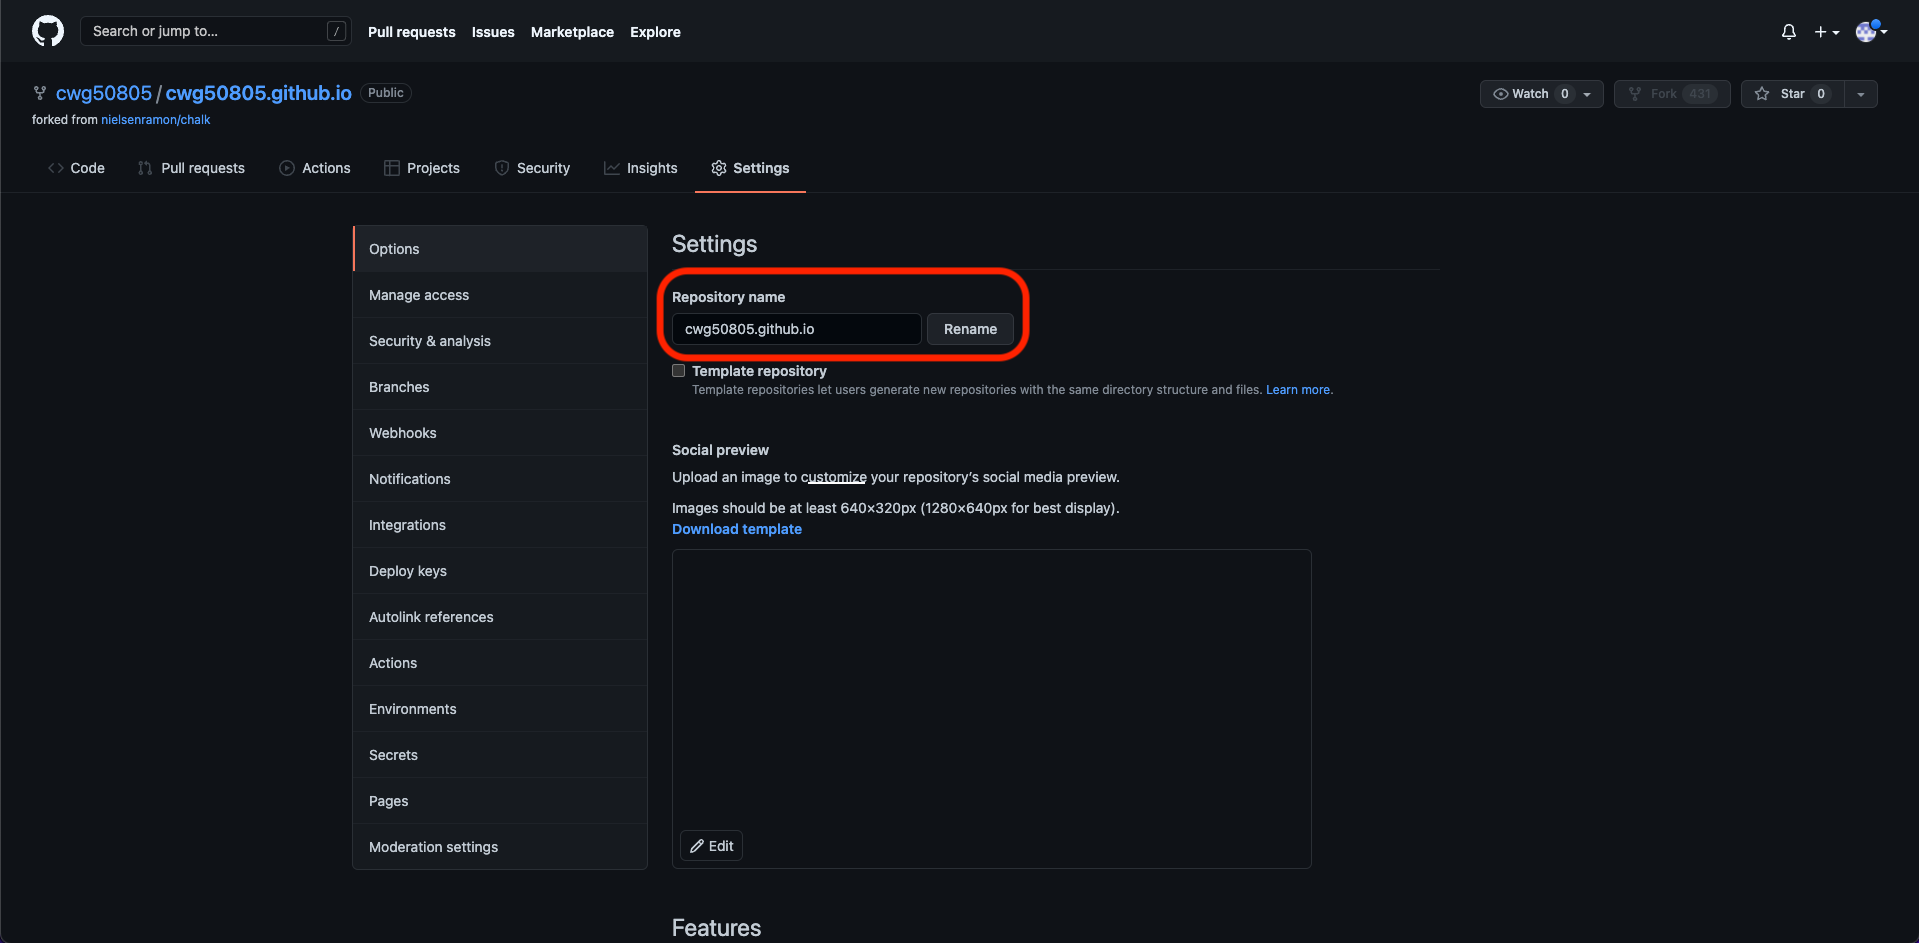 Search or jump to... /
Pull requests Issues Marketplace Explore
cwg50805 / cwg50805.github.io Public
Watch 0 Fork 431 Star 0
forked from nielsenramon/chalk
Code Pull requests Actions Projects Security Insights Settings
Options
Manage access
Security & analysis
Branches
Webhooks
Notifications
Integrations
Deploy keys
Autolink references
Actions
Environments
Secrets
Pages
Moderation settings
Settings
Repository name
cwg50805.github.io Rename
Template repository
Template repositories let users generate new repositories with the same directory structure and files. Learn more.
Social preview
Upload an image to customize your repository’s social media preview.
Images should be at least 640×320px (1280×640px for best display).
Download template
Edit
Features